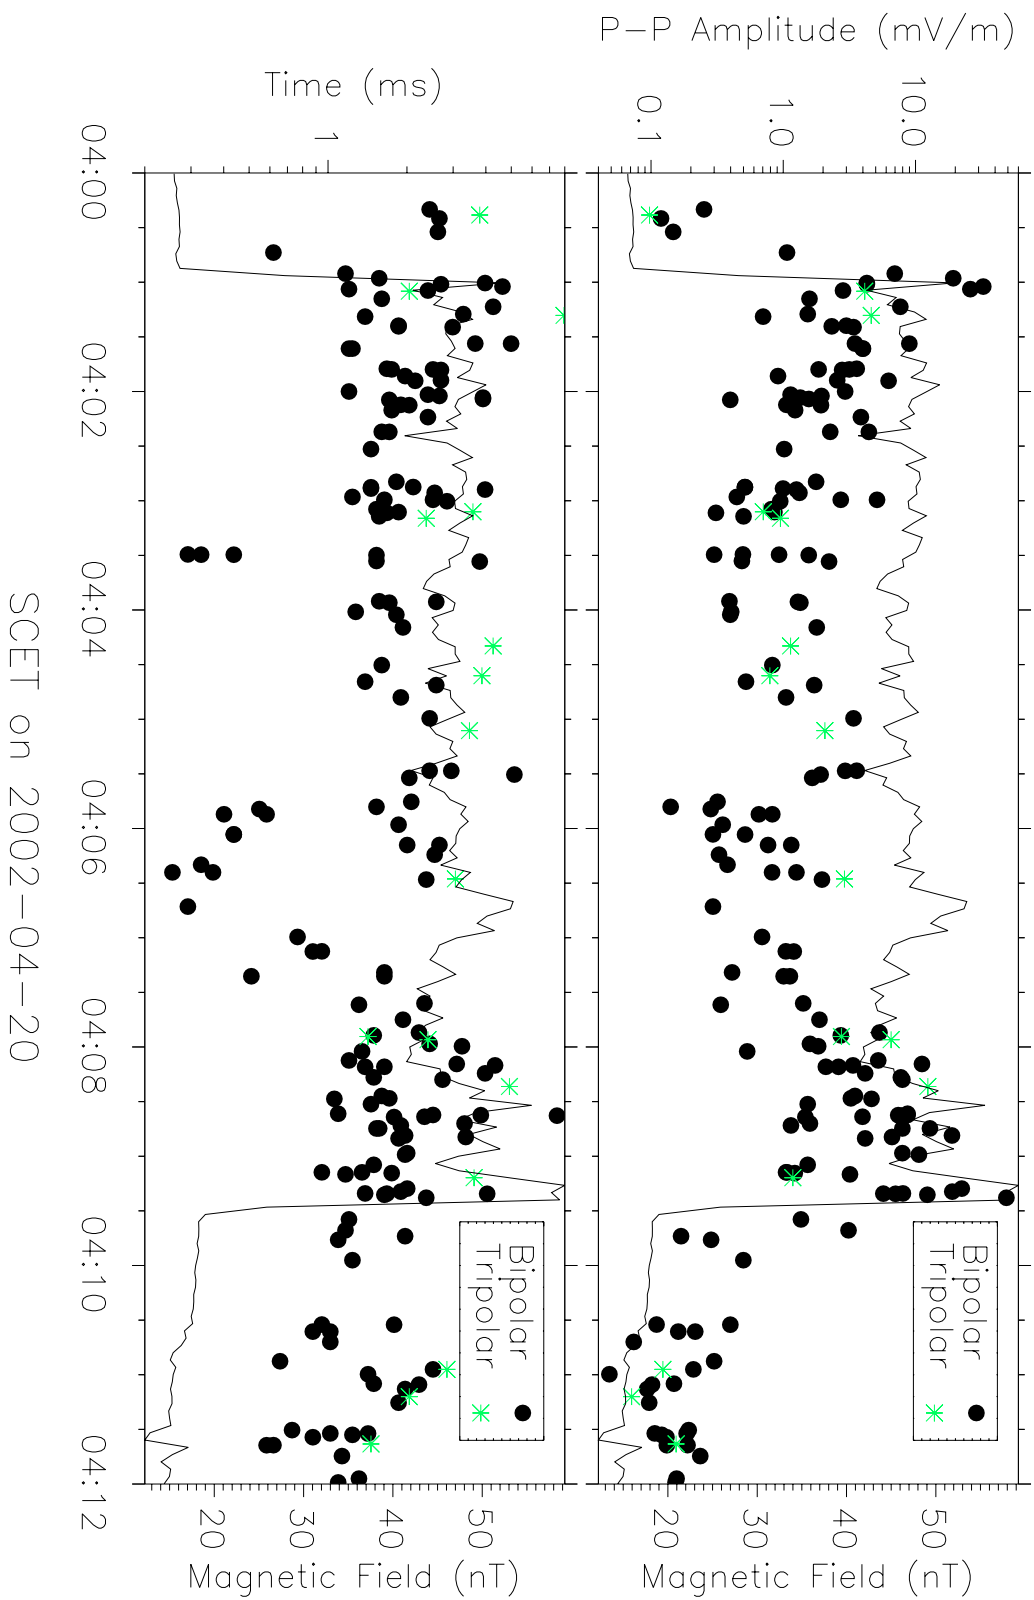 P-P Amplitude (mV/m)
0.1
1.0
10.0
Bipolar
Tripolar
20
30
40
50
Magnetic Field (nT)
Time (ms)
1
Bipolar
Tripolar
20
30
40
50
Magnetic Field (nT)
04:00
04:02
04:04
04:06
04:08
04:10
04:12
SCET on 2002-04-20